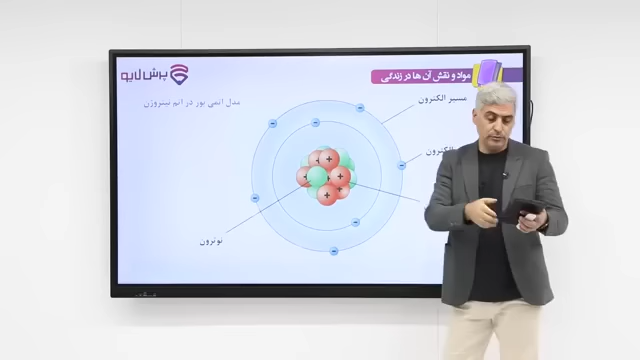 پرش لایو
مواد و نقش آن ها در زندگی
مدل اتمی بور در اتم نیتروژن
مسیر الکترون
الکترون
نوترون